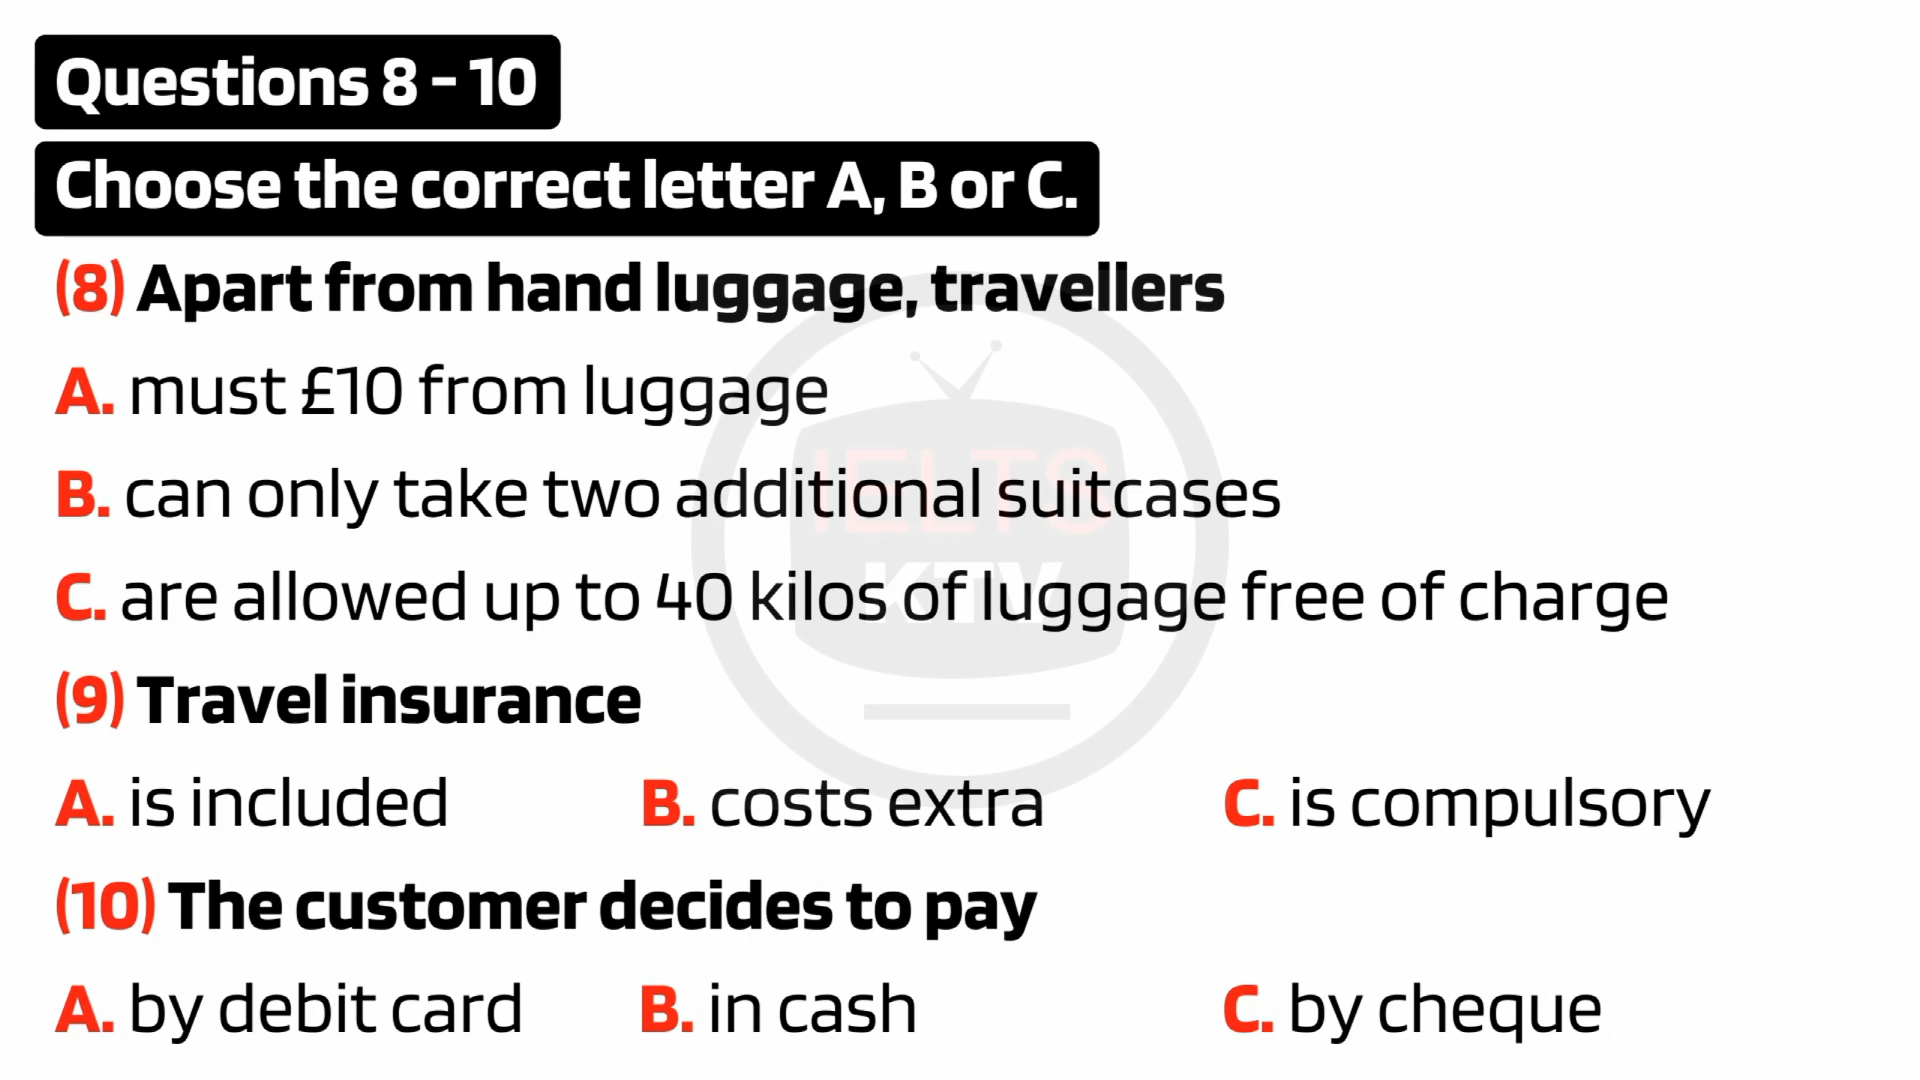 Questions 8 - 10
Choose the correct letter A, B or C.
(8) Apart from hand luggage, travellers
A. must £10 from luggage
B. can only take two additional suitcases
C. are allowed up to 40 kilos of luggage free of charge
(9) Travel insurance
A. is included B. costs extra C. is compulsory
(10) The customer decides to pay
A. by debit card B. in cash C. by cheque
IELTS
KTV